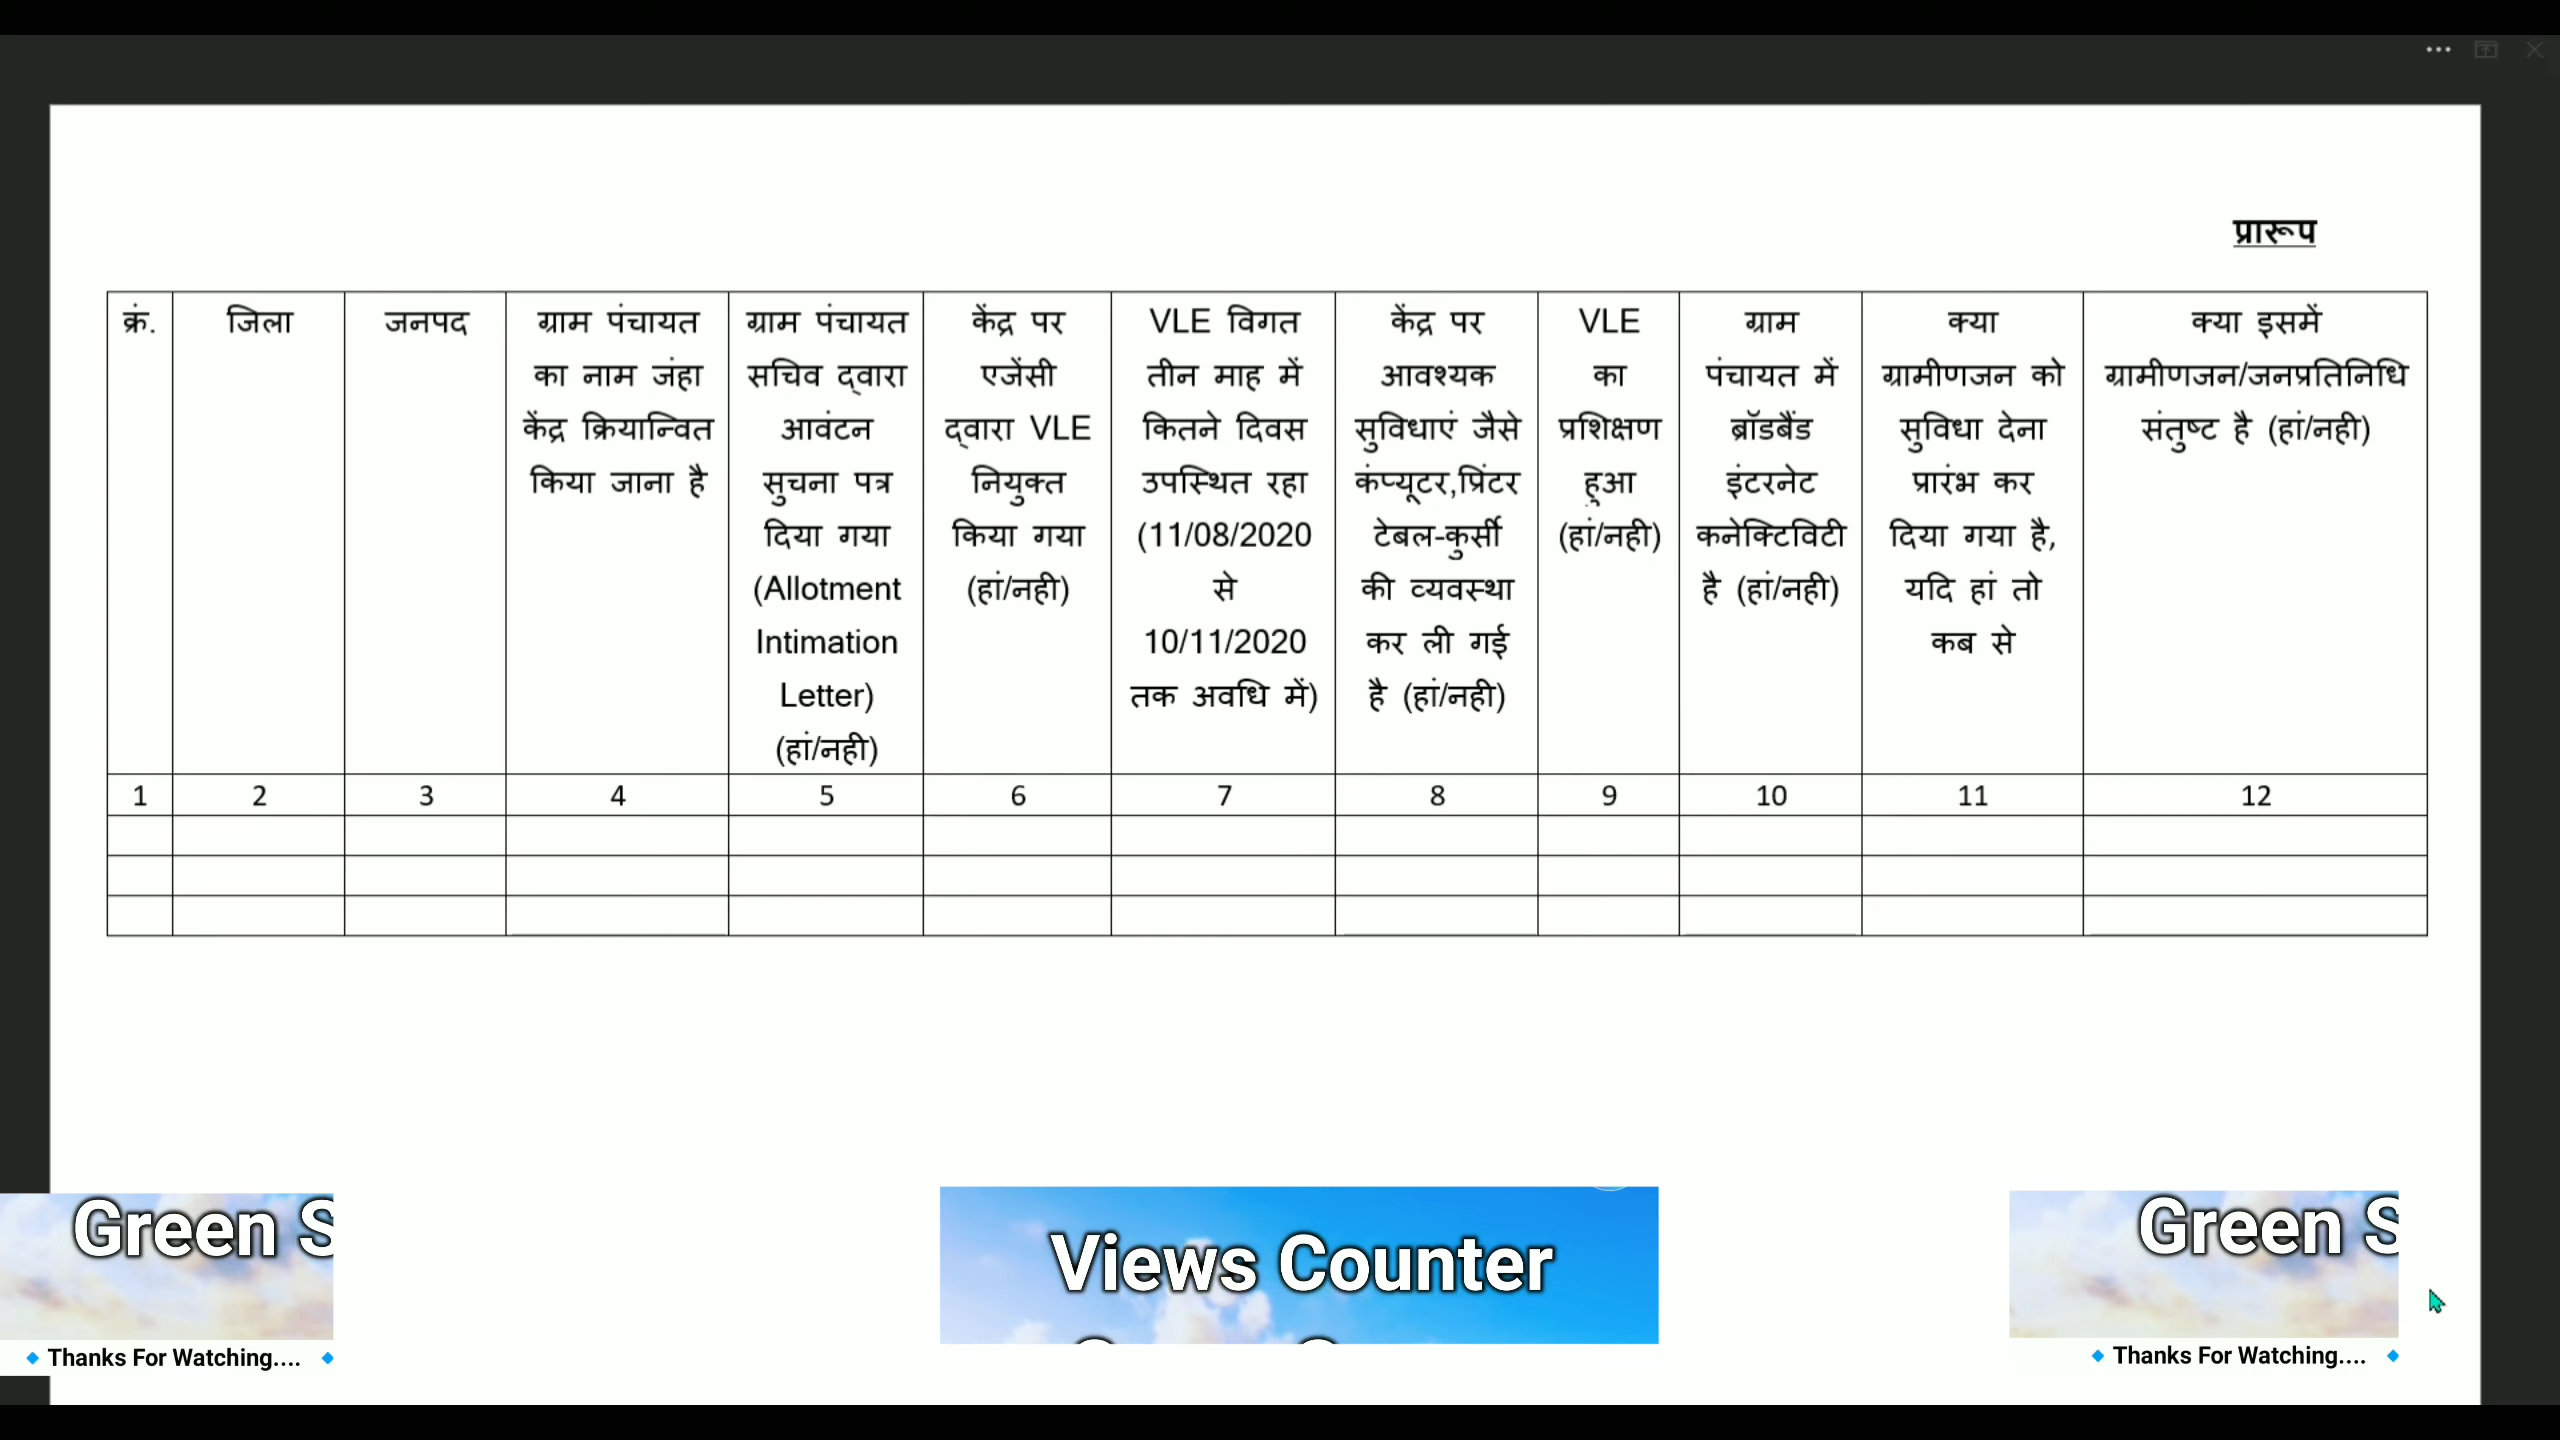 प्रारूप
क्रं.
जिला
जनपद
ग्राम पंचायत
का नाम जंहा
केंद्र क्रियान्वित
किया जाना है
ग्राम पंचायत
सचिव द्वारा
आवंटन
सुचना पत्र
दिया गया
(Allotment
Intimation
Letter)
(हां/नही)
केंद्र पर
एजेंसी
द्वारा VLE
नियुक्त
किया गया
(हां/नही)
VLE विगत
तीन माह में
कितने दिवस
उपस्थित रहा
(11/08/2020
से
10/11/2020
तक अवधि में)
केंद्र पर
आवश्यक
सुविधाएं जैसे
कंप्यूटर,प्रिंटर
टेबल-कुर्सी
की व्यवस्था
कर ली गई
है (हां/नही)
VLE
का
प्रशिक्षण
हुआ
(हां/नही)
ग्राम
पंचायत में
ब्रॉडबैंड
इंटरनेट
कनेक्टिविटी
है (हां/नही)
क्या
ग्रामीणजन को
सुविधा देना
प्रारंभ कर
दिया गया है,
यदि हां तो
कब से
क्या इसमें
ग्रामीणजन/जनप्रतिनिधि
संतुष्ट है (हां/नही)
1 2 3 4 5 6 7 8 9 10 11 12
Green S
Thanks For Watching....
Views Counter
Green S
Thanks For Watching....